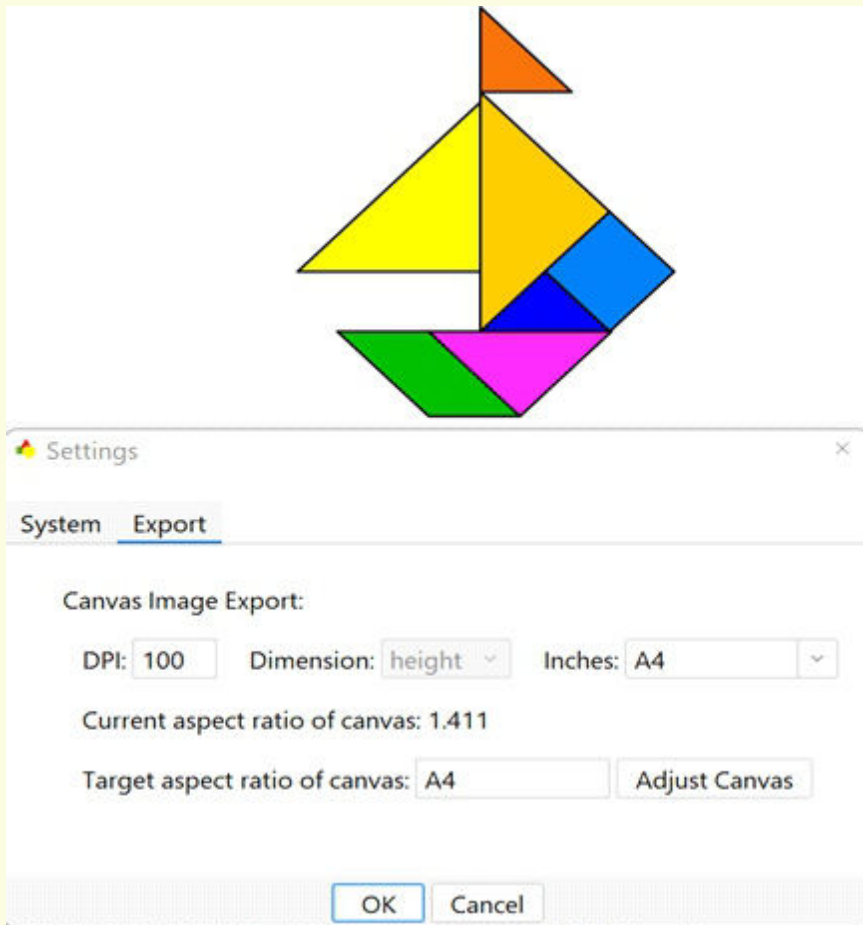 Settings
System Export
Canvas Image Export:
DPI: 100 Dimension: height Inches: A4
Current aspect ratio of canvas: 1.411
Target aspect ratio of canvas: A4 Adjust Canvas
OK Cancel